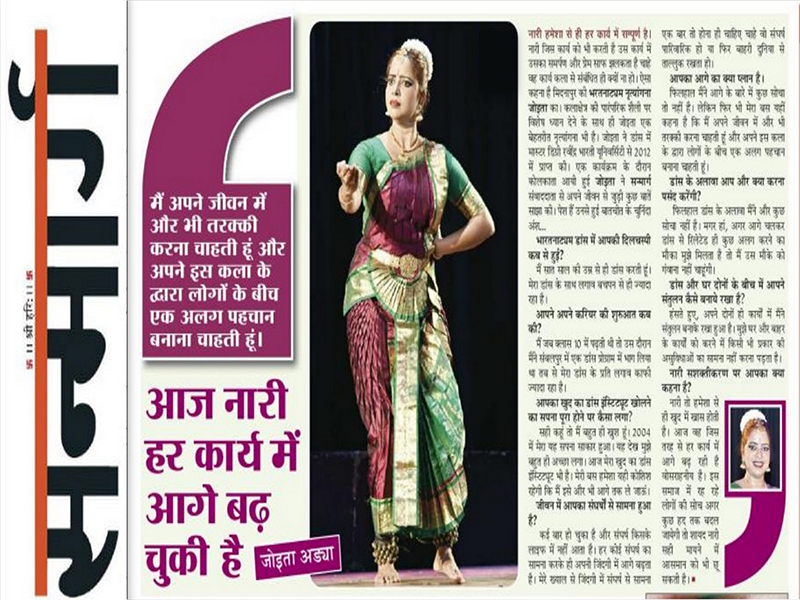 सन्मार्ग
卐 ।। श्री हरि: ।। 卐
मैं अपने जीवन में
और भी तरक्की
करना चाहती हूं और
अपने इस कला के
द्वारा लोगों के बीच
एक अलग पहचान
बनाना चाहती हूं।
आज नारी
हर कार्य में
आगे बढ़
चुकी है
जोइता अड्या
नारी हमेशा से ही हर कार्य में सम्पूर्ण है।
नारी जिस कार्य को भी करती है उस कार्य में
उसका समर्पण और प्रेम साफ झलकता है चाहे
वह कार्य कला से संबंधित ही क्यों ना हो। ऐसा
कहना है मिदनापुर की भरतनाट्यम नृत्यांगना
जोइता का। कलाक्षेत्र की पारंपरिक शैली पर
विशेष ध्यान देने के साथ ही जोइता एक
बेहतरीत नृत्यांगना भी है। जोइता ने डांस में
मास्टर डिग्री रवींद्र भारती यूनिवर्सिटी से 2012
में प्राप्त की। एक कार्यक्रम के दौरान
कोलकाता आयी हुई जोइता ने सन्मार्ग
संवाददाता से अपने जीवन से जुड़ी कुछ बातें
साझा की। पेश हैं उनसे हुई बातचीत के चुनिंदा
अंश...
भारतनाट्यम डांस में आपकी दिलचस्पी
कब से हुई?
मैं सात साल की उम्र से ही डांस करती हूं।
मेरा डांस के साथ लगाव बचपन से ही ज्यादा
रहा है।
आपने अपने करियर की शुरुआत कब
की?
मैं जब क्लास 10 में पढ़ती थी तो उस दौरान
मैंने संबलपुर में एक डांस प्रोग्राम में भाग लिया
था तब से मेरा डांस के प्रति लगाव काफी
ज्यादा रहा है।
आपका खुद का डांस इंस्टिट्यूट खोलने
का सपना पूरा होने पर कैसा लगा?
सही कहूं तो मैं बहुत ही खुश हूं। 2004
में मेरा यह सपना साकार हुआ। यह देख मुझे
बहुत ही अच्छा लगा। आज मेरा खुद का डांस
इंस्टिट्यूट भी है। मेरी बस हमेशा यही कोशिश
रहेगी कि मैं इसे और भी आगे तक ले जाऊं।
जीवन में आपका संघर्षों से सामना हुआ
है?
कई बार हो चुका है और संघर्ष किसके
लाइफ में नहीं आता है। हर कोई संघर्ष का
सामना करके ही अपनी जिंदगी में आगे बढ़ता
है। मेरे ख्याल से जिंदगी में संघर्ष से सामना
एक बार तो होना ही चाहिए चाहे वो संघर्ष
पारिवारिक हो या फिर बाहरी दुनिया से
ताल्लुक रखता हो।
आपका आगे का क्या प्लान है।
फिलहाल मैंने आगे के बारे में कुछ सोचा
तो नहीं है। लेकिन फिर भी मेरा बस यही
कहना है कि मैं अपने जीवन में और भी
तरक्की करना चाहती हूं और अपने इस कला
के द्वारा लोगों के बीच एक अलग पहचान
बनाना चाहती हूं।
डांस के अलावा आप और क्या करना
पसंद करेंगी?
फिलहाल डांस के अलावा मैंने और कुछ
सोचा नहीं है। मगर हां, अगर आगे चलकर
डांस से रिलेटेड ही कुछ अलग करने का
मौका मुझे मिलता है तो मैं उस मौके को
गंवाना नहीं चाहूंगी।
डांस और घर दोनों के बीच में आपने
संतुलन कैसे बनाये रखा है?
हंसते हुए, अपने दोनों ही कार्यों में मैंने
संतुलन बनाके रखा हुआ है। मुझे घर और बाहर
के कार्यों को करने में किसी भी प्रकार की
असुविधाओं का सामना नहीं करना पड़ता है।
नारी सशक्तीकरण पर आपका क्या
कहना है?
नारी तो हमेशा से
ही खुद में खास होती
है। आज वह जिस
तरह से हर कार्य में
आगे बढ़ रही है
वो सराहनीय है। इस
समाज में रह रहे
लोगों की सोच अगर
कुछ हद तक बदल
जायेगी तो शायद नारी
सही मायने में
आसमान को भी छू
सकती है।